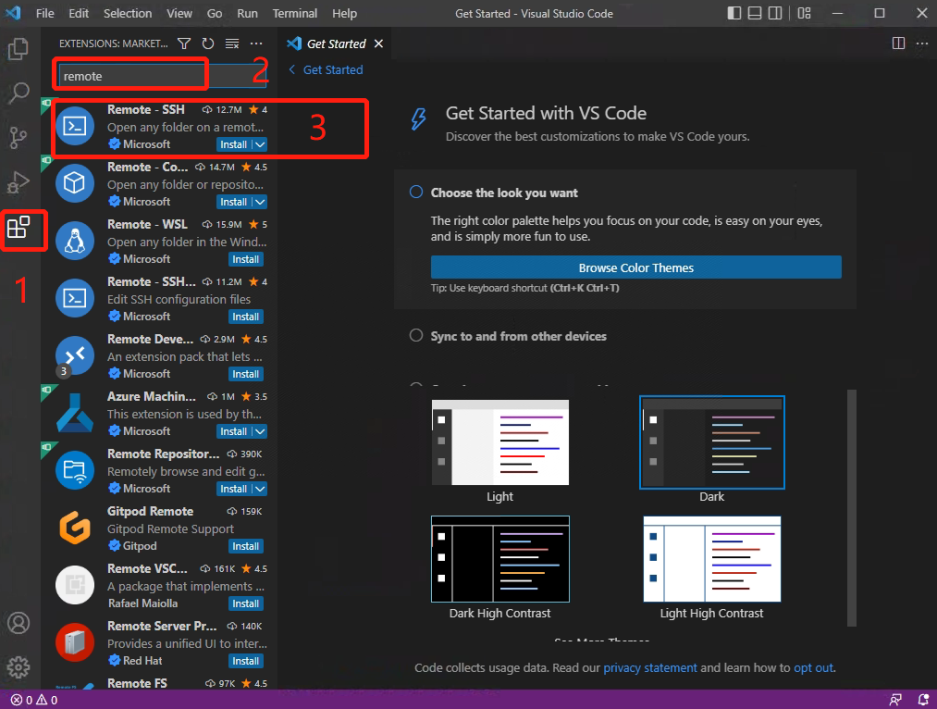 File Edit Selection View Go Run Terminal Help
Get Started - Visual Studio Code
EXTENSIONS: MARKET...
Get Started
remote
2
Get Started
1
3
Remote - SSH 12.7M 4
Open any folder on a remot...
Microsoft
Install
Remote - Co... 14.7M 4.5
Open any folder or reposito...
Microsoft
Install
Remote - WSL 15.9M 5
Open any folder in the Wind...
Microsoft
Install
Remote - SSH... 11.2M 4
Edit SSH configuration files
Microsoft
Install
Remote Deve... 2.9M 4.5
An extension pack that lets ...
3
Microsoft
Install
Azure Machin... 1M 3.5
This extension is used by th...
Microsoft
Install
Remote Repositor... 390K
Remotely browse and edit g...
Microsoft
Install
Gitpod Remote 159K
Gitpod Remote Support
Gitpod
Install
Remote VSC... 161K 4.5
A package that implements ...
Rafael Maiolla
Install
Remote Server Pr... 140K
Provides a unified UI to inter...
Red Hat
Install
Remote FS 97K 4.5
Get Started with VS Code
Discover the best customizations to make VS Code yours.
Choose the look you want
The right color palette helps you focus on your code, is easy on your eyes,
and is simply more fun to use.
Browse Color Themes
Tip: Use keyboard shortcut (Ctrl+K Ctrl+T)
Sync to and from other devices
Light
Dark
Dark High Contrast
Light High Contrast
See More Themes
Code collects usage data. Read our privacy statement and learn how to opt out.
0 0